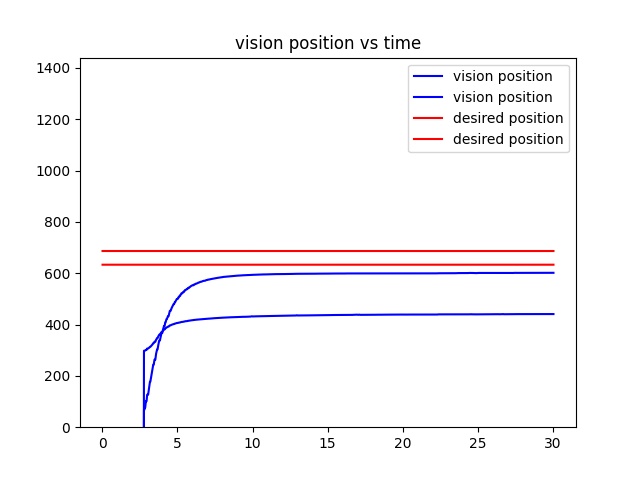 vision position vs time
1400
1200
1000
800
600
400
200
0
vision position
vision position
desired position
desired position
0 5 10 15 20 25 30